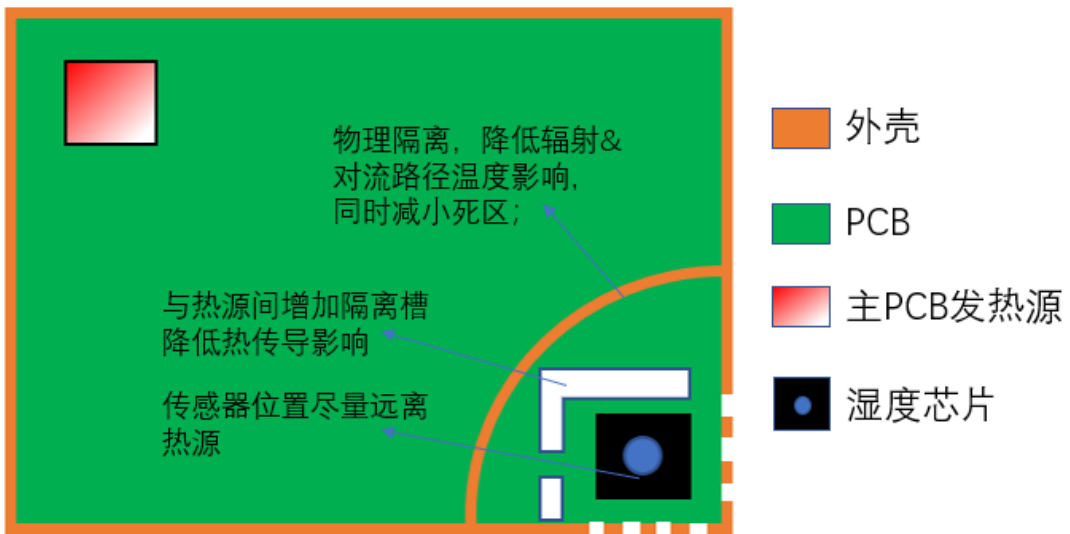 物理隔离，降低辐射&
对流路径温度影响，
同时减小死区；
与热源间增加隔离槽
降低热传导影响
传感器位置尽量远离
热源
外壳
PCB
主PCB发热源
湿度芯片